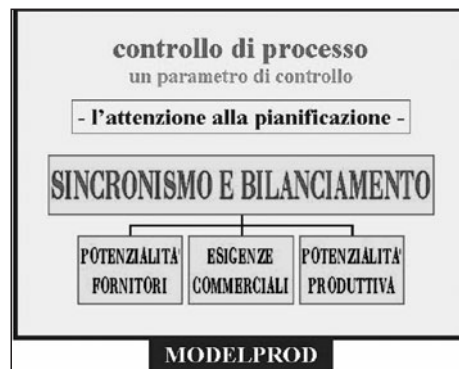 controllo di processo
un parametro di controllo
- l'attenzione alla pianificazione -
SINCRONISMO E BILANCIAMENTO
POTENZIALITA'
FORNITORI
ESIGENZE
COMMERCIALI
POTENZIALITA'
PRODUTTIVA
MODELPROD